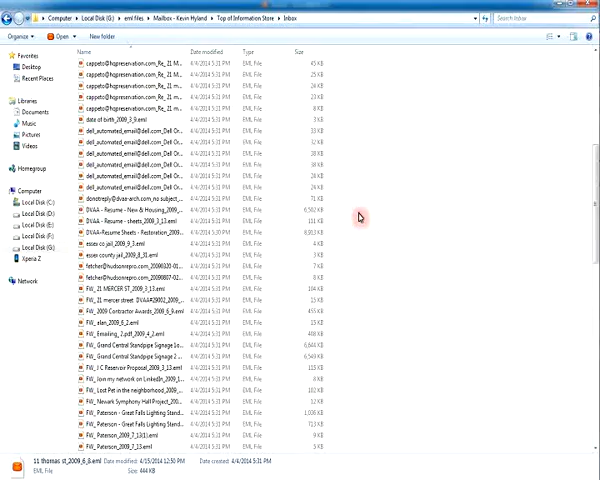 Computer ▸ Local Disk (G:) ▸ eml files ▸ Mailbox - Kevin Hyland ▸ Top of Information Store ▸ Inbox
Search Inbox
Organize ▾ Open ▾ New folder
Name Date modified Type Size
cappeto@hqpreservation.com_Re_ 21 M... 4/4/2014 5:31 PM EML File 45 KB
cappeto@hqpreservation.com_Re_ 21 M... 4/4/2014 5:31 PM EML File 25 KB
cappeto@hqpreservation.com_Re_ 21 m... 4/4/2014 5:31 PM EML File 24 KB
cappeto@hqpreservation.com_Re_ 21 m... 4/4/2014 5:31 PM EML File 23 KB
cappeto@hqpreservation.com_Re_ 21 m... 4/4/2014 5:31 PM EML File 8 KB
date of birth_2009_3_9.eml 4/4/2014 5:31 PM EML File 3 KB
dell_automated_email@dell.com_Dell Or... 4/4/2014 5:31 PM EML File 33 KB
dell_automated_email@dell.com_Dell Or... 4/4/2014 5:31 PM EML File 32 KB
dell_automated_email@dell.com_Dell Or... 4/4/2014 5:31 PM EML File 38 KB
dell_automated_email@dell.com_Dell Or... 4/4/2014 5:31 PM EML File 38 KB
dell_automated_email@dell.com_Dell Or... 4/4/2014 5:31 PM EML File 28 KB
dell_automated_email@dell.com_Dell Or... 4/4/2014 5:31 PM EML File 24 KB
donotreply@dvaa-arch.com_no subject_... 4/4/2014 5:31 PM EML File 71 KB
DVAA - Resume - New & Housing_2009_... 4/4/2014 5:31 PM EML File 6,502 KB
DVAA - Resume - sheets_2009_3_13.eml 4/4/2014 5:31 PM EML File 111 KB
DVAA-Resume Sheets - Restoration_2009... 4/4/2014 5:30 PM EML File 8,913 KB
essex co jail_2009_9_3.eml 4/4/2014 5:31 PM EML File 4 KB
essex county jail_2009_8_31.eml 4/4/2014 5:31 PM EML File 3 KB
fetcher@hudsonrepro.com_20090320-01... 4/4/2014 5:31 PM EML File 7 KB
fetcher@hudsonrepro.com_20090807-02... 4/4/2014 5:31 PM EML File 8 KB
FW_ 21 MERCER ST_2009_3_13.eml 4/4/2014 5:31 PM EML File 104 KB
FW_ 21 mercer street DVAA#29002_2009_... 4/4/2014 5:31 PM EML File 15 KB
FW_ 2009 Contractor Awards_2009_6_9.eml 4/4/2014 5:31 PM EML File 455 KB
FW_ alan_2009_6_2.eml 4/4/2014 5:31 PM EML File 15 KB
FW_ Emailing_ 2.pdf_2009_4_2.eml 4/4/2014 5:31 PM EML File 408 KB
FW_ Grand Central Standpipe Signage 1o... 4/4/2014 5:31 PM EML File 6,644 KB
FW_ Grand Central Standpipe Signage 2 ... 4/4/2014 5:31 PM EML File 6,549 KB
FW_ J C Reservoir Proposal_2009_3_13.eml 4/4/2014 5:31 PM EML File 115 KB
FW_ Join my network on LinkedIn_2009_1... 4/4/2014 5:31 PM EML File 8 KB
FW_ Lost Pet in the neighborhood_2009_... 4/4/2014 5:31 PM EML File 102 KB
FW_ Newark Symphony Hall Project_200... 4/4/2014 5:31 PM EML File 12 KB
FW_ Paterson - Great Falls Lighting Stand... 4/4/2014 5:31 PM EML File
FW_ Paterson - Great Falls Lighting Stand... 4/4/2014 5:31 PM EML File 713 KB
FW_ Paterson_2009_7_13(1).eml 4/4/2014 5:31 PM EML File 9 KB
FW_ Paterson_2009_7_13.eml 4/4/2014 5:31 PM EML File 5 KB
Favorites
Desktop
Recent Places
Libraries
Documents
Music
Pictures
Videos
Homegroup
Computer
Local Disk (C:)
Local Disk (D:)
Local Disk (E:)
Local Disk (F:)
Local Disk (G:)
Xperia Z
Network
11 thomas st_2009_6_8.eml Date modified: 4/15/2014 12:50 PM Date created: 4/4/2014 5:31 PM
EML File Size: 444 KB